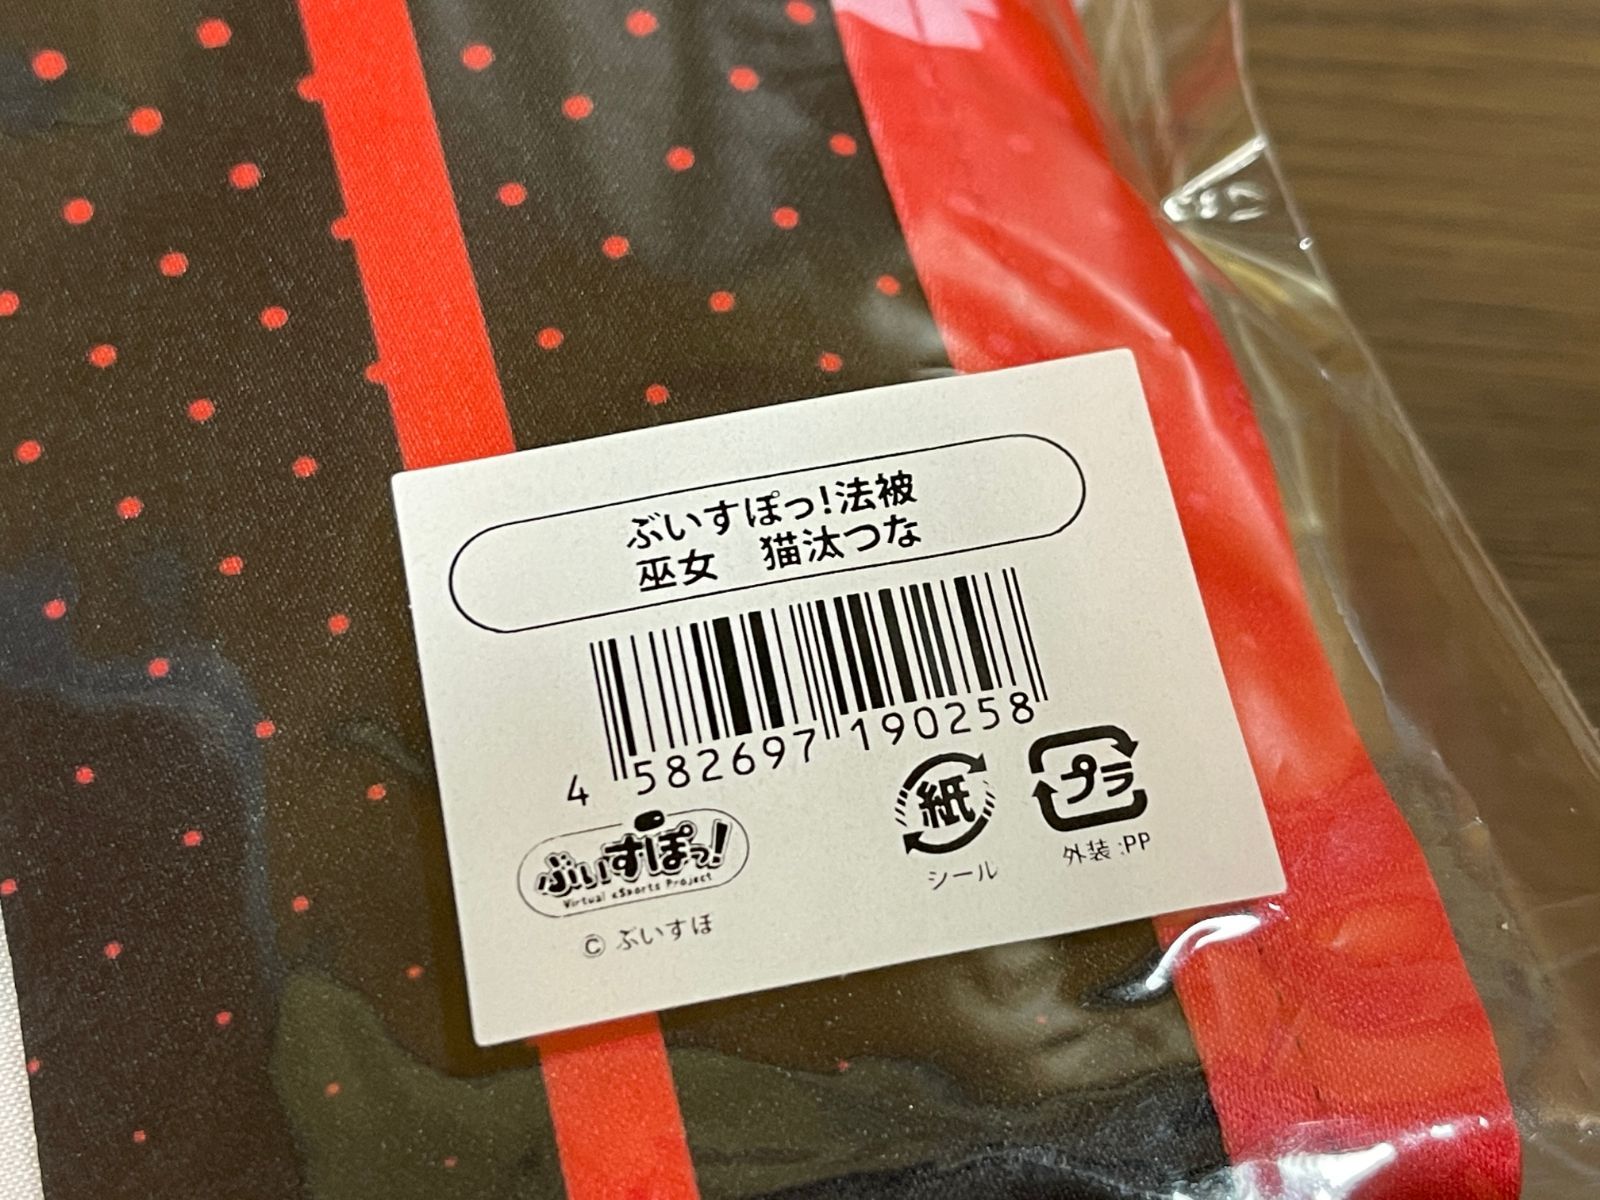 ぶいすぽっ!法被
巫女　猫汰つな
4 582697 190258
紙
シール
プラ
外装:PP
ぶいすぽっ!
Virtual eSports Project
© ぶいすぽ